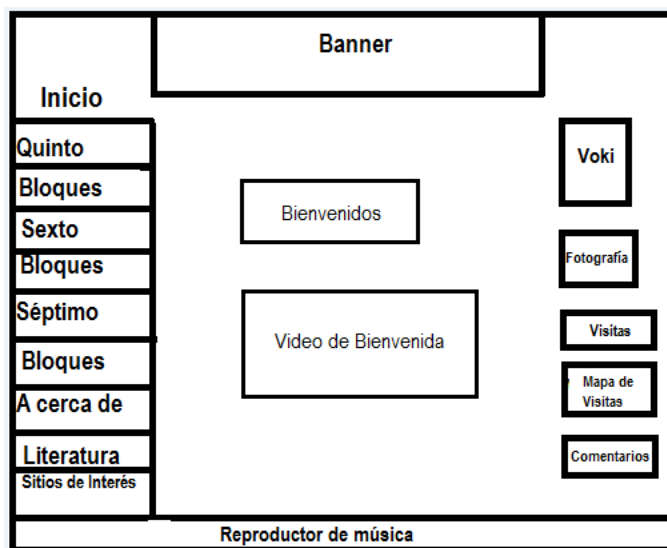 Banner
Inicio
Quinto
Bloques
Sexto
Bloques
Séptimo
Bloques
A cerca de
Literatura
Sitios de Interés
Bienvenidos
Video de Bienvenida
Voki
Fotografía
Visitas
Mapa de
Visitas
Comentarios
Reproductor de música